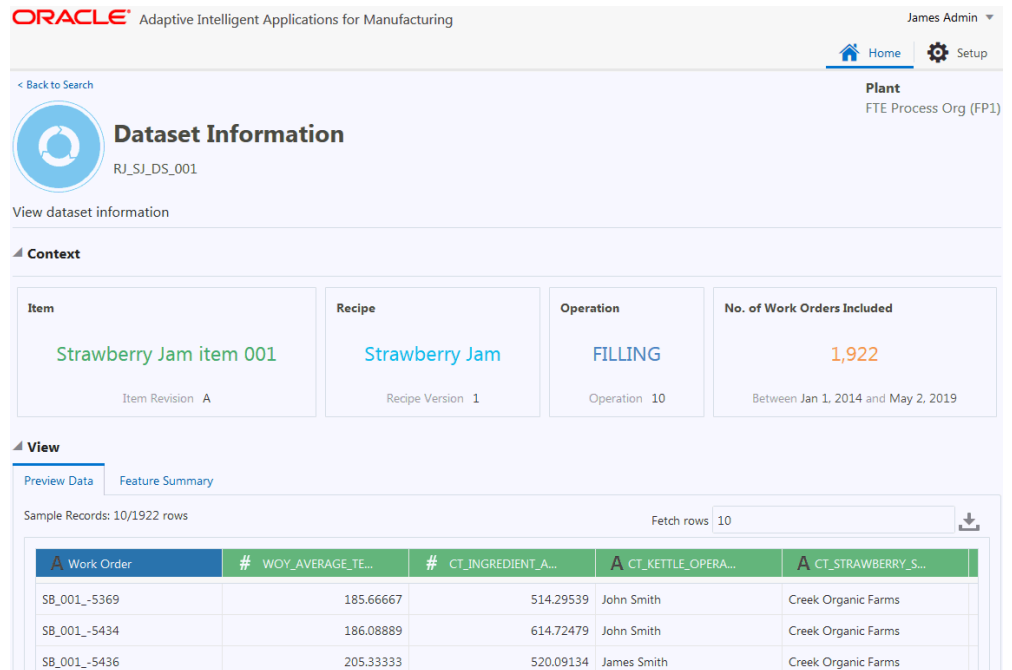 ORACLE® Adaptive Intelligent Applications for Manufacturing
James Admin
Home Setup
< Back to Search
Plant
FTE Process Org (FP1)
Dataset Information
RJ_SJ_DS_001
View dataset information
Context
Item Recipe Operation No. of Work Orders Included
Strawberry Jam item 001 Strawberry Jam FILLING 1,922
Item Revision A Recipe Version 1 Operation 10 Between Jan 1, 2014 and May 2, 2019
View
Preview Data Feature Summary
Sample Records: 10/1922 rows Fetch rows 10
A Work Order # WOY_AVERAGE_TE... # CT_INGREDIENT_A... A CT_KETTLE_OPERA... A CT_STRAWBERRY_S...
SB_001_-5369 185.66667 514.29539 John Smith Creek Organic Farms
SB_001_-5434 186.08889 614.72479 John Smith Creek Organic Farms
SB_001_-5436 205.33333 520.09134 James Smith Creek Organic Farms